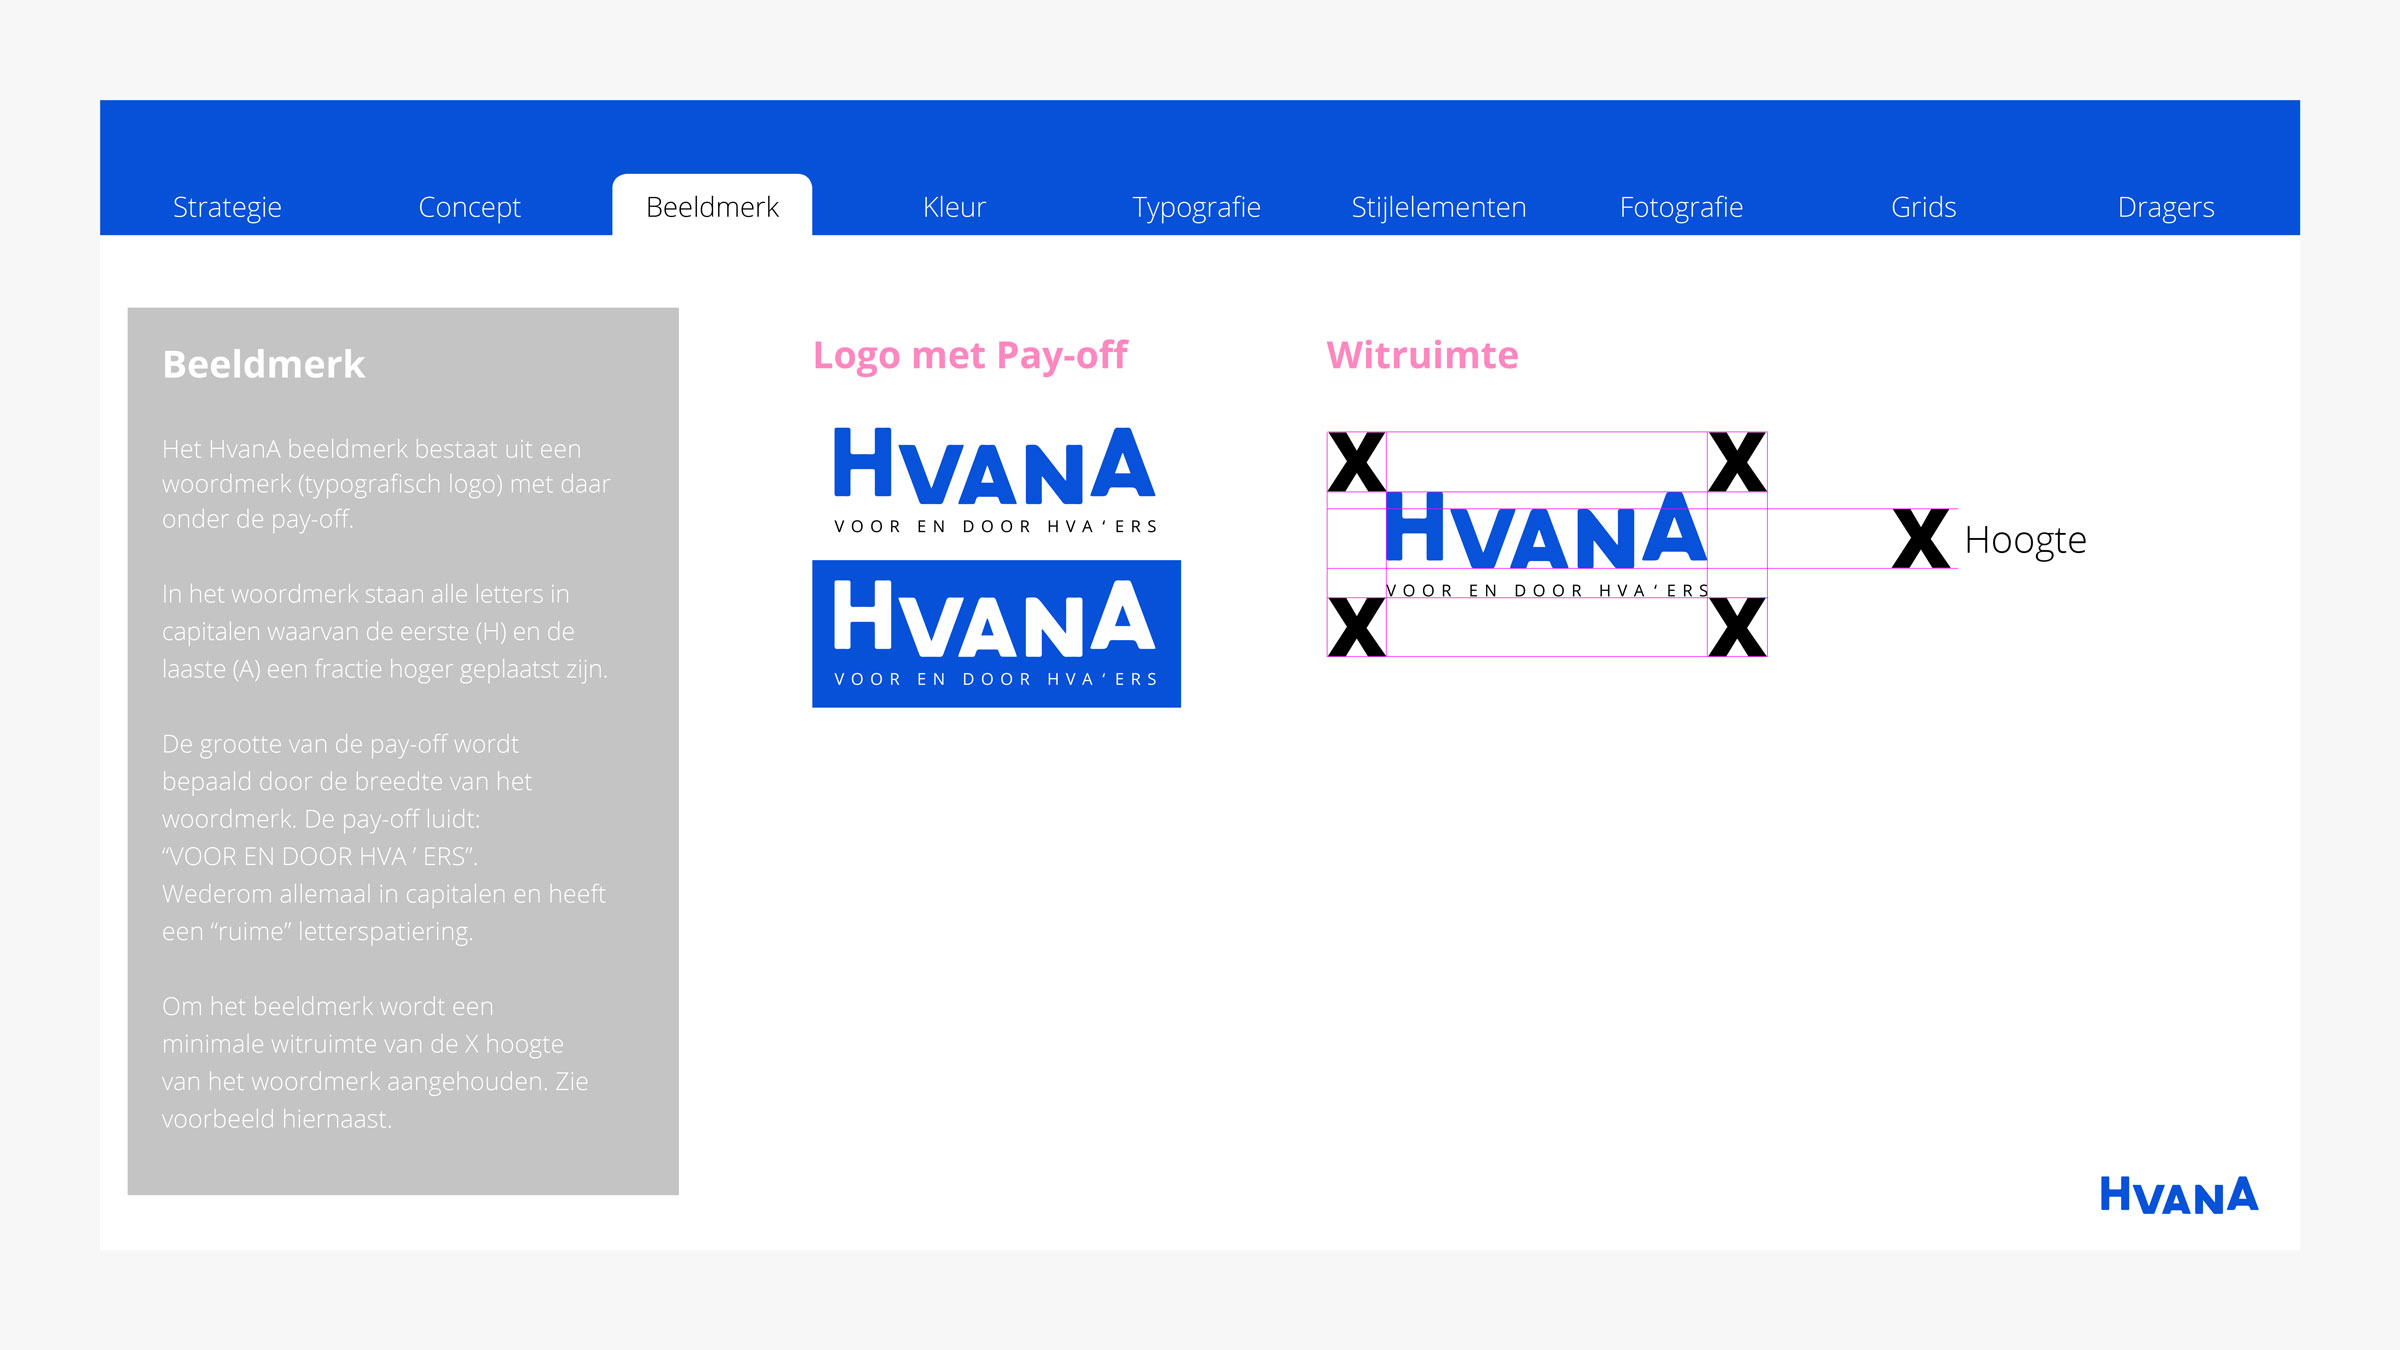 Strategie
Concept
Beeldmerk
Kleur
Typografie
Stijlelementen
Fotografie
Grids
Dragers
Beeldmerk
Het HvanA beeldmerk bestaat uit een
woordmerk (typografisch logo) met daar
onder de pay-off.
In het woordmerk staan alle letters in
capitalen waarvan de eerste (H) en de
laaste (A) een fractie hoger geplaatst zijn.
De grootte van de pay-off wordt
bepaald door de breedte van het
woordmerk. De pay-off luidt:
“VOOR EN DOOR HVA ’ ERS”.
Wederom allemaal in capitalen en heeft
een “ruime” letterspatiering.
Om het beeldmerk wordt een
minimale witruimte van de X hoogte
van het woordmerk aangehouden. Zie
voorbeeld hiernaast.
Logo met Pay-off
HVANA
VOOR EN DOOR HVA‘ERS
HVANA
VOOR EN DOOR HVA‘ERS
Witruimte
X X
HVANA
X Hoogte
VOOR EN DOOR HVA‘ERS
X X
HVANA